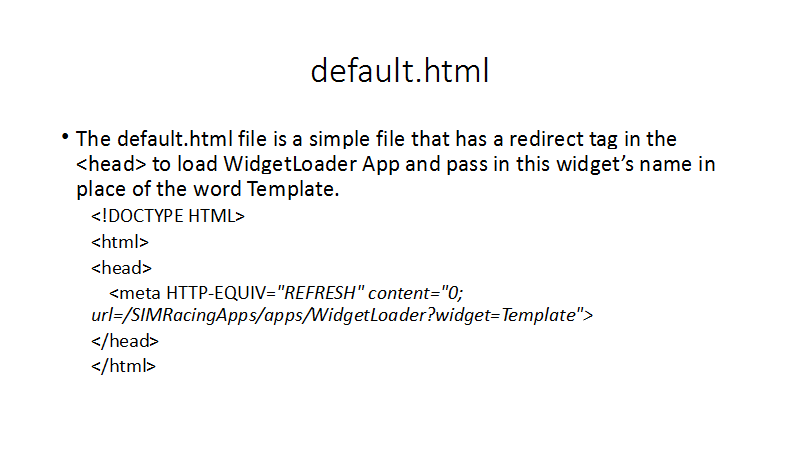 default.html
• The default.html file is a simple file that has a redirect tag in the
<head> to load WidgetLoader App and pass in this widget’s name in
place of the word Template.
<!DOCTYPE HTML>
<html>
<head>
<meta HTTP-EQUIV="REFRESH" content="0;
url=/SIMRacingApps/apps/WidgetLoader?widget=Template">
</head>
</html>